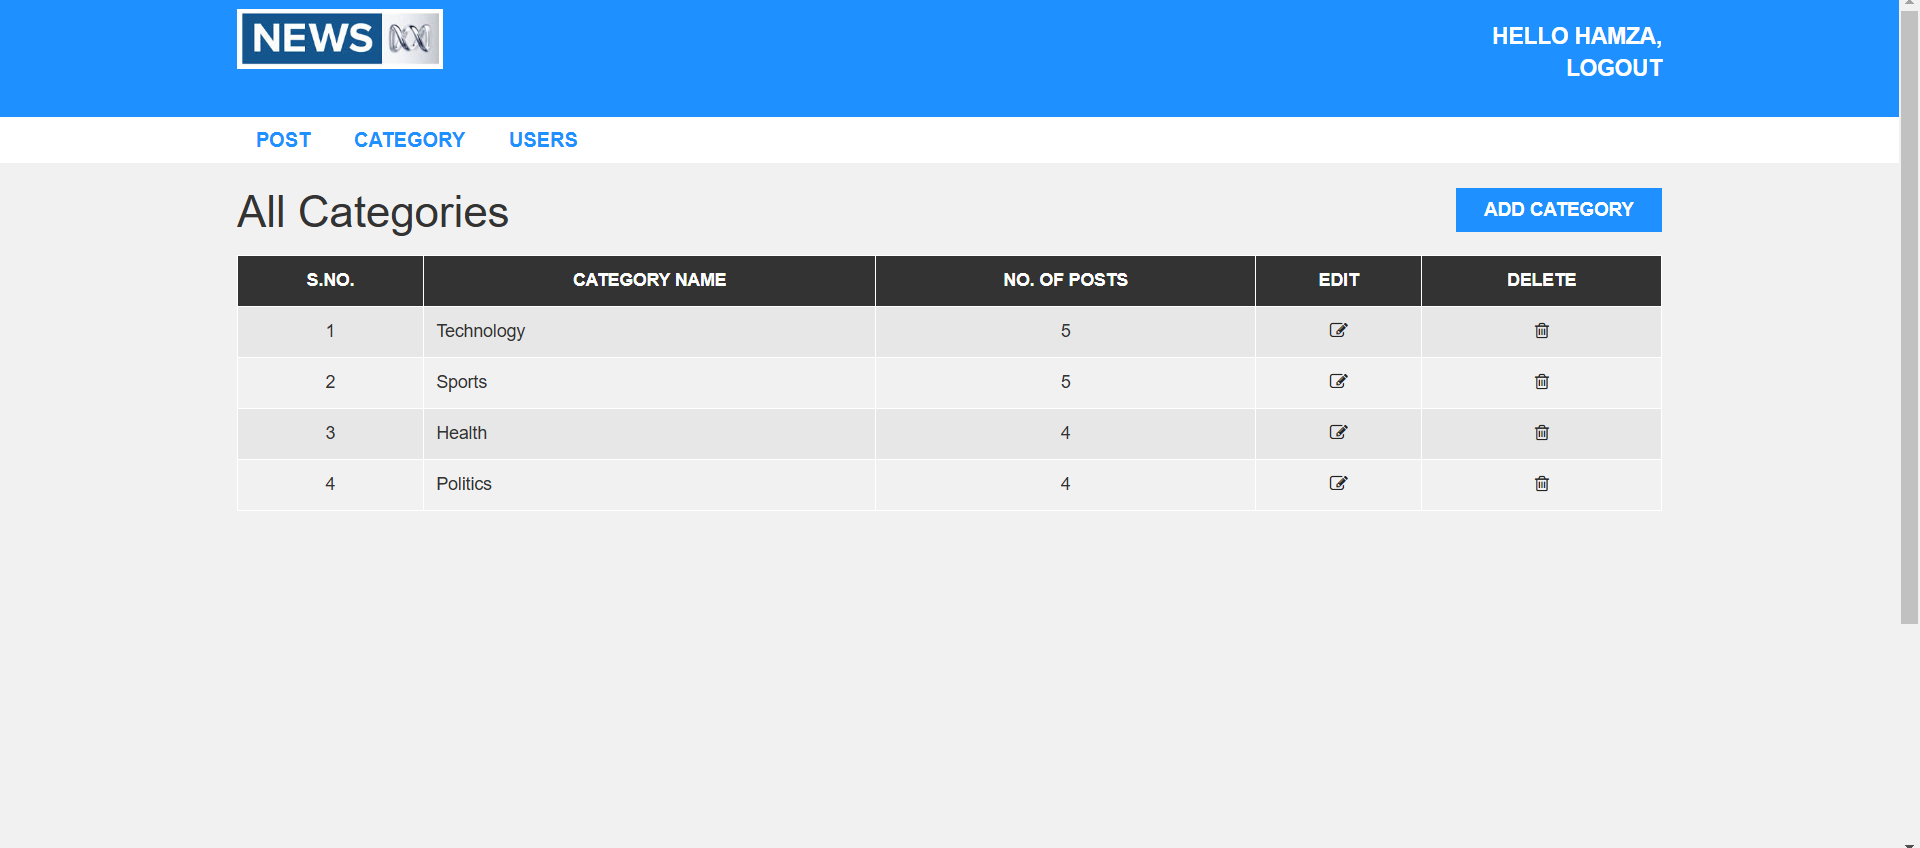 NEWS
HELLO HAMZA,
LOGOUT
POST CATEGORY USERS
All Categories
ADD CATEGORY
S.NO. CATEGORY NAME NO. OF POSTS EDIT DELETE
1 Technology 5
2 Sports 5
3 Health 4
4 Politics 4